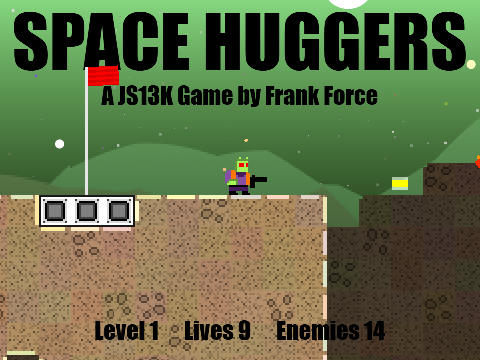 SPACE HUGGERS
A JS13K Game by Frank Force
Level 1 Lives 9 Enemies 14